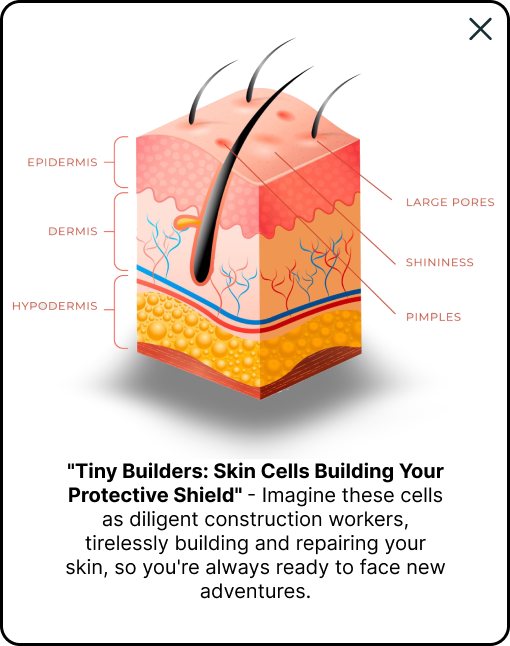 EPIDERMIS
DERMIS
HYPODERMIS
LARGE PORES
SHININESS
PIMPLES
"Tiny Builders: Skin Cells Building Your
Protective Shield" - Imagine these cells
as diligent construction workers,
tirelessly building and repairing your
skin, so you're always ready to face new
adventures.